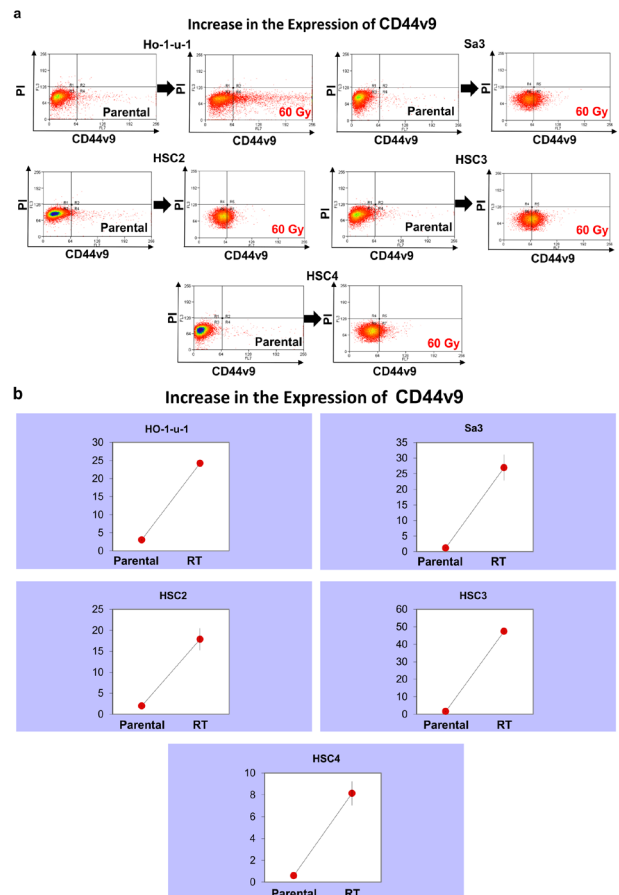 a
Increase in the Expression of CD44v9
Ho-1-u-1
Sa3
PI
Parental
CD44v9
PI
60 Gy
CD44v9
PI
Parental
CD44v9
PI
60 Gy
CD44v9
HSC2
HSC3
PI
Parental
CD44v9
PI
60 Gy
CD44v9
PI
Parental
CD44v9
PI
60 Gy
CD44v9
HSC4
PI
Parental
CD44v9
PI
60 Gy
CD44v9
b
Increase in the Expression of CD44v9
HO-1-u-1
30
25
20
15
10
5
0
Parental RT
Sa3
35
30
25
20
15
10
5
0
Parental RT
HSC2
25
20
15
10
5
0
Parental RT
HSC3
60
50
40
30
20
10
0
Parental RT
HSC4
10
8
6
4
2
0
Parental RT